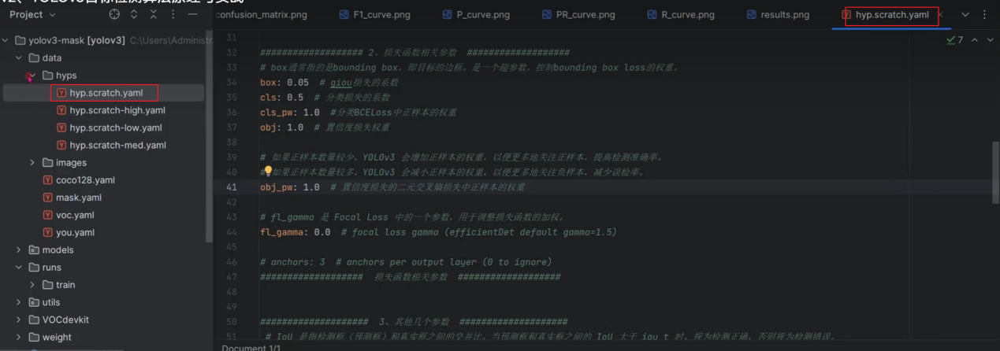 v2、YOLOv3目标检测算法原理与实战
Project
confusion_matrix.png
F1_curve.png
P_curve.png
PR_curve.png
R_curve.png
results.png
hyp.scratch.yaml
yolov3-mask [yolov3] C:\Users\Administr
data
hyps
hyp.scratch.yaml
hyp.scratch-high.yaml
hyp.scratch-low.yaml
hyp.scratch-med.yaml
images
coco128.yaml
mask.yaml
voc.yaml
you.yaml
models
runs
train
utils
VOCdevkit
weight
7
31
32 ################### 2、损失函数相关参数 ###################
33 # box通常指的是bounding box，即目标的边框。是一个超参数，控制bounding box loss的权重。
34 box: 0.05 # giou损失的系数
35 cls: 0.5 # 分类损失的系数
36 cls_pw: 1.0 #分类BCELoss中正样本的权重
37 obj: 1.0 # 置信度损失权重
38
39 # 如果正样本数量较少，YOLOv3 会增加正样本的权重，以便更多地关注正样本，提高检测准确率。
40 # 如果正样本数量较多，YOLOv3 会减小正样本的权重，以便更多地关注负样本，减少误检率。
41 obj_pw: 1.0 # 置信度损失的二元交叉熵损失中正样本的权重
42
43 # fl_gamma 是 Focal Loss 中的一个参数，用于调整损失函数的加权。
44 fl_gamma: 0.0 # focal loss gamma (efficientDet default gamma=1.5)
45
46 # anchors: 3 # anchors per output layer (0 to ignore)
47 ################### 损失函数相关参数 ###################
48
49
50 #################### 3、其他几个参数 ####################
51 # IoU 是指检测框（预测框）和真实框之间的交并比。当预测框和真实框之间的 IoU 大于 iou_t 时，视为检测正确，否则视为检测错误。
Document 1/1